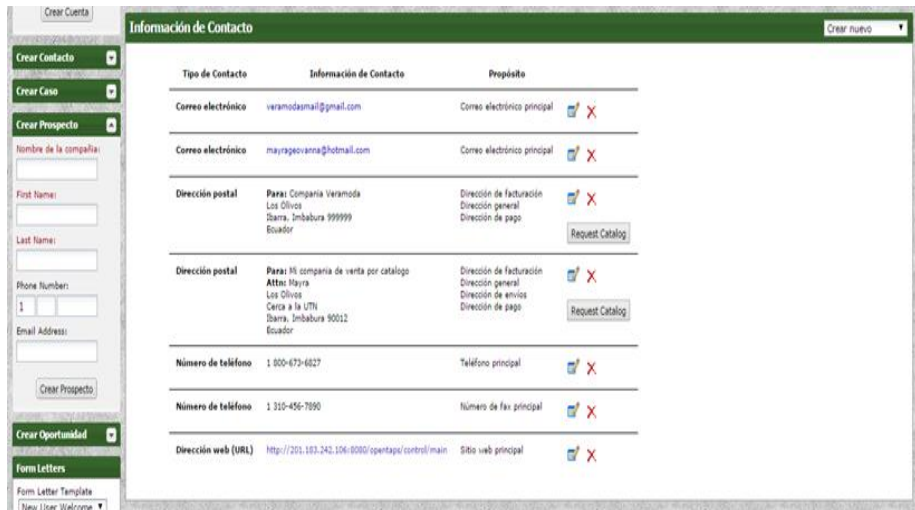 Crear Cuenta
Crear Contacto
Crear Caso
Crear Prospecto
Nombre de la compañia:
First Name:
Last Name:
Phone Number:
1
Email Address:
Crear Prospecto
Crear Oportunidad
Form Letters
Form Letter Template
New User Welcome
Información de Contacto
Crear nuevo
Tipo de Contacto Información de Contacto Propósito
Correo electrónico veramodasmail@gmail.com Correo electrónico principal
Correo electrónico mayrageovanna@hotmail.com Correo electrónico principal
Dirección postal Para: Compania Veramoda Dirección de facturación
Los Olivos Dirección general
Ibarra, Imbabura 999999 Dirección de pago
Ecuador
Request Catalog
Dirección postal Para: Mi compania de venta por catalogo Dirección de facturación
Attn: Mayra Dirección general
Los Olivos Dirección de envíos
Cerca a la UTN Dirección de pago
Ibarra, Imbabura 90012
Ecuador
Request Catalog
Número de teléfono 1 800-673-6827 Teléfono principal
Número de teléfono 1 310-456-7890 Número de fax principal
Dirección web (URL) http://201.183.242.106:8080/opentaps/control/main Sitio web principal